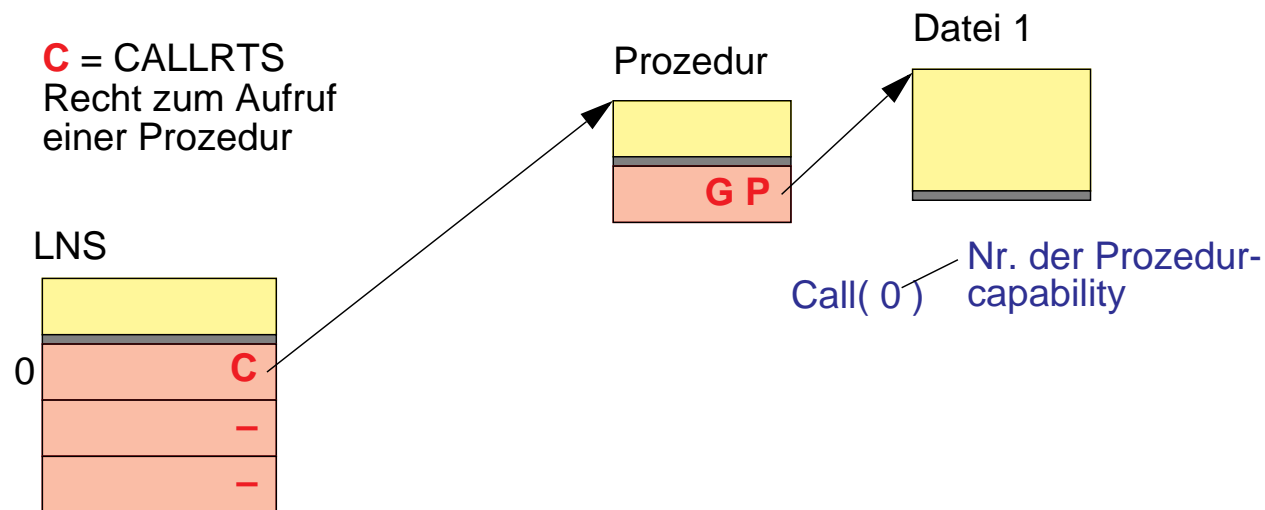 Datei 1
C = CALLRTS
Recht zum Aufruf
einer Prozedur
Prozedur
G P
LNS
Call( 0 )
Nr. der Prozedur-
capability
0
C
–
–